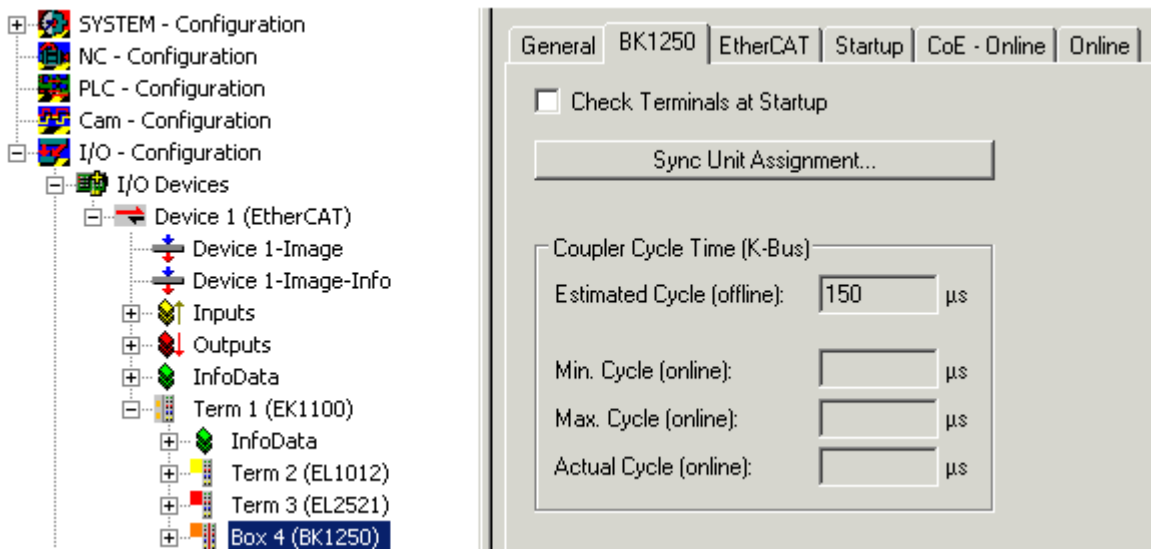 SYSTEM - Configuration
NC - Configuration
PLC - Configuration
Cam - Configuration
I/O - Configuration
I/O Devices
Device 1 (EtherCAT)
Device 1-Image
Device 1-Image-Info
Inputs
Outputs
InfoData
Term 1 (EK1100)
InfoData
Term 2 (EL1012)
Term 3 (EL2521)
Box 4 (BK1250)
General BK1250 EtherCAT Startup CoE - Online Online
Check Terminals at Startup
Sync Unit Assignment...
Coupler Cycle Time (K-Bus)
Estimated Cycle (offline): 150 µs
Min. Cycle (online): µs
Max. Cycle (online): µs
Actual Cycle (online): µs